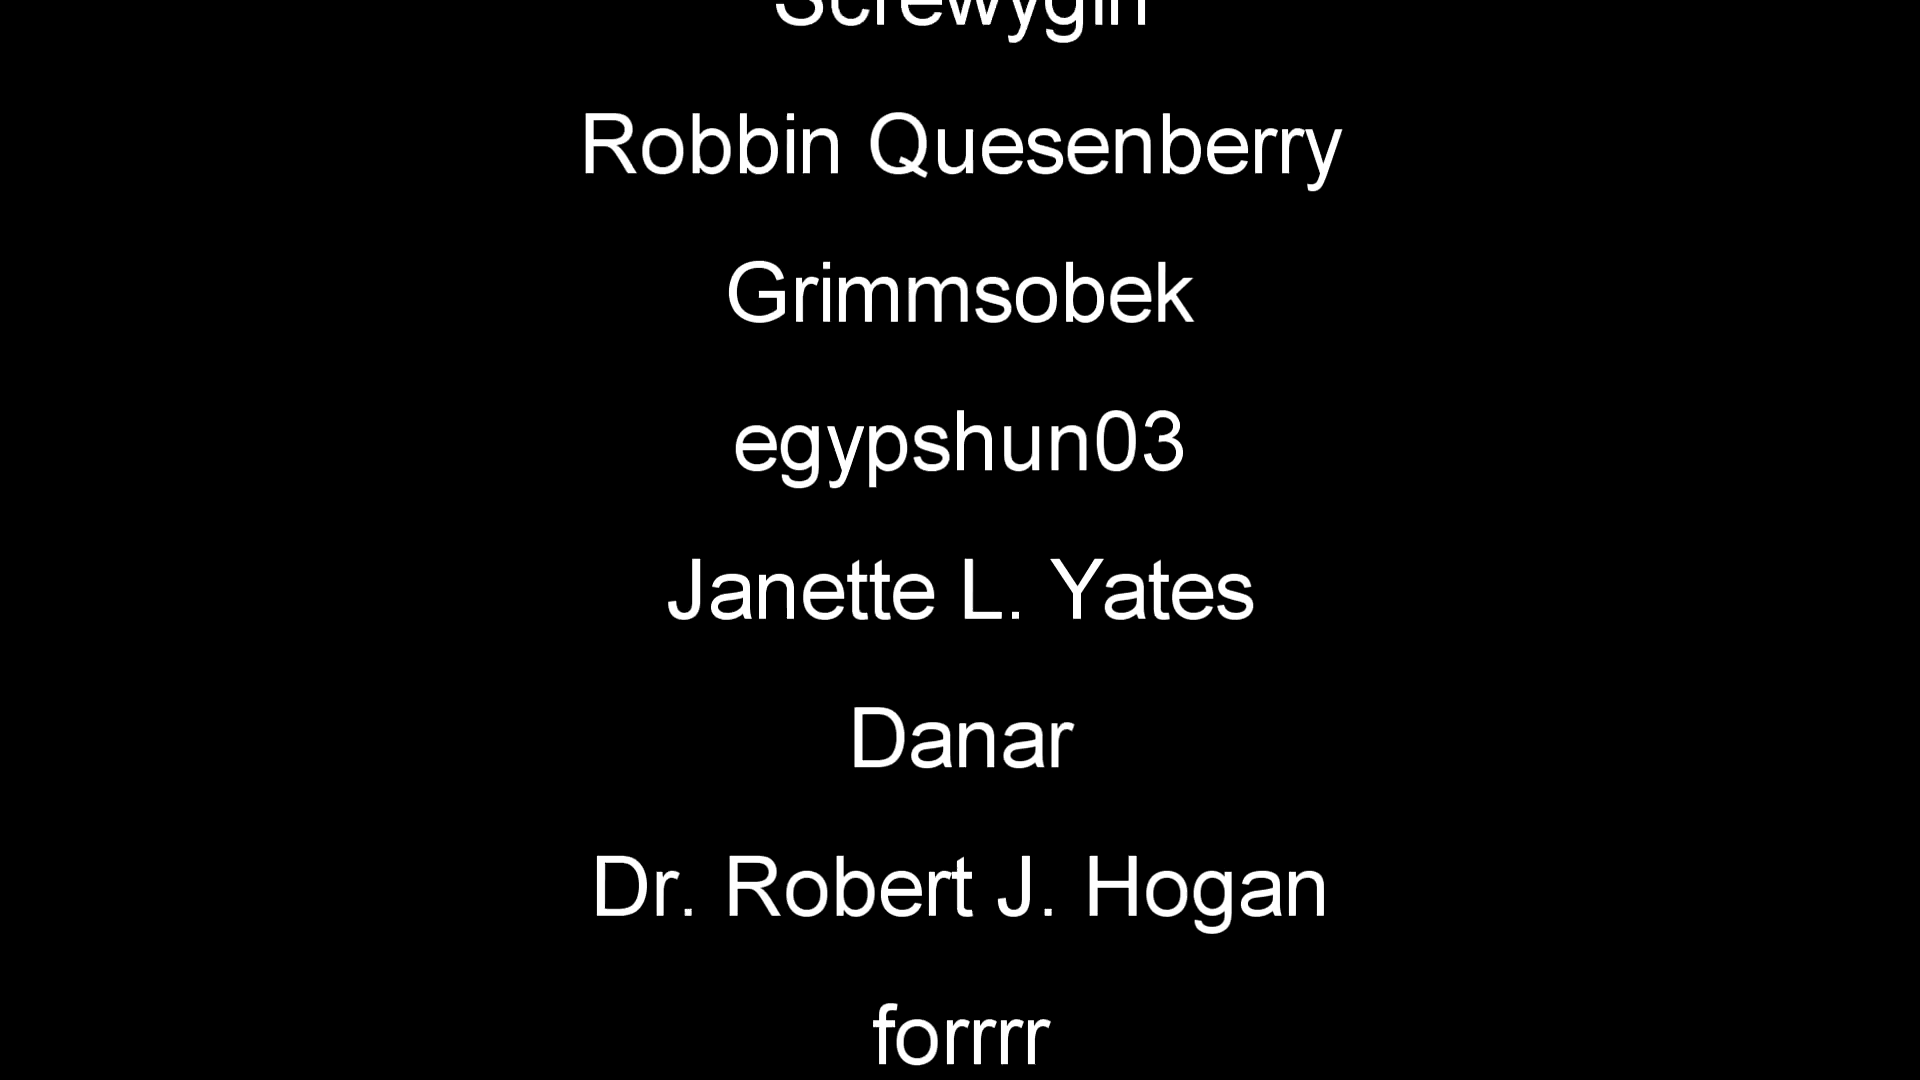 Robbin Quesenberry
Grimmsobek
egypshun03
Janette L. Yates
Danar
Dr. Robert J. Hogan
forrrr